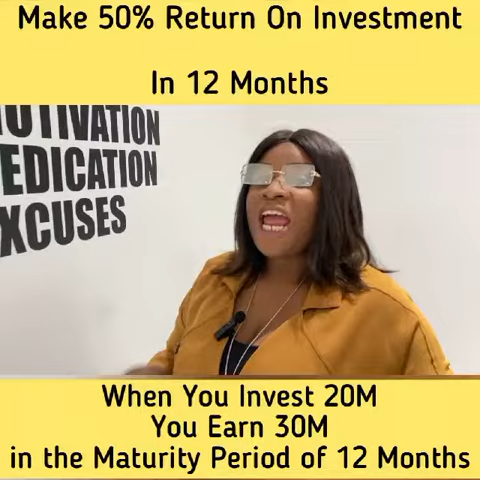 Make 50% Return On Investment
In 12 Months
OTIVATION
EDICATION
XCUSES
When You Invest 20M
You Earn 30M
in the Maturity Period of 12 Months